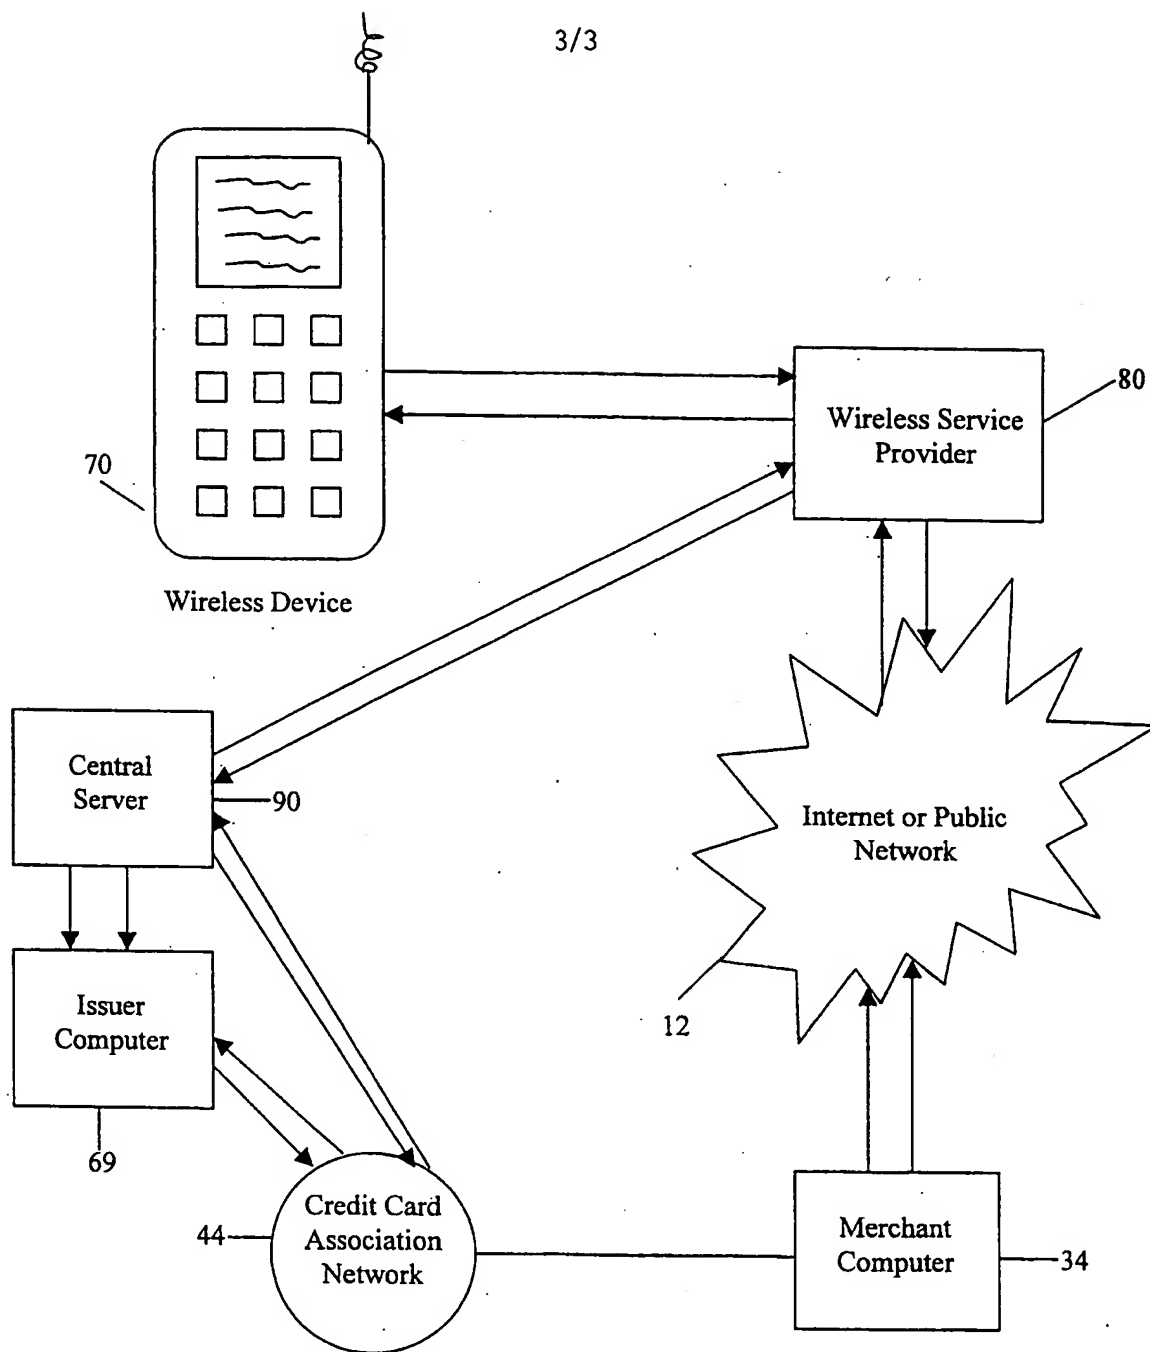 3/3
80
Wireless Service
Provider
70
Wireless Device
Central
Server
90
Internet or Public
Network
Issuer
Computer
12
69
Credit Card
Association
Network
44
Merchant
Computer
34